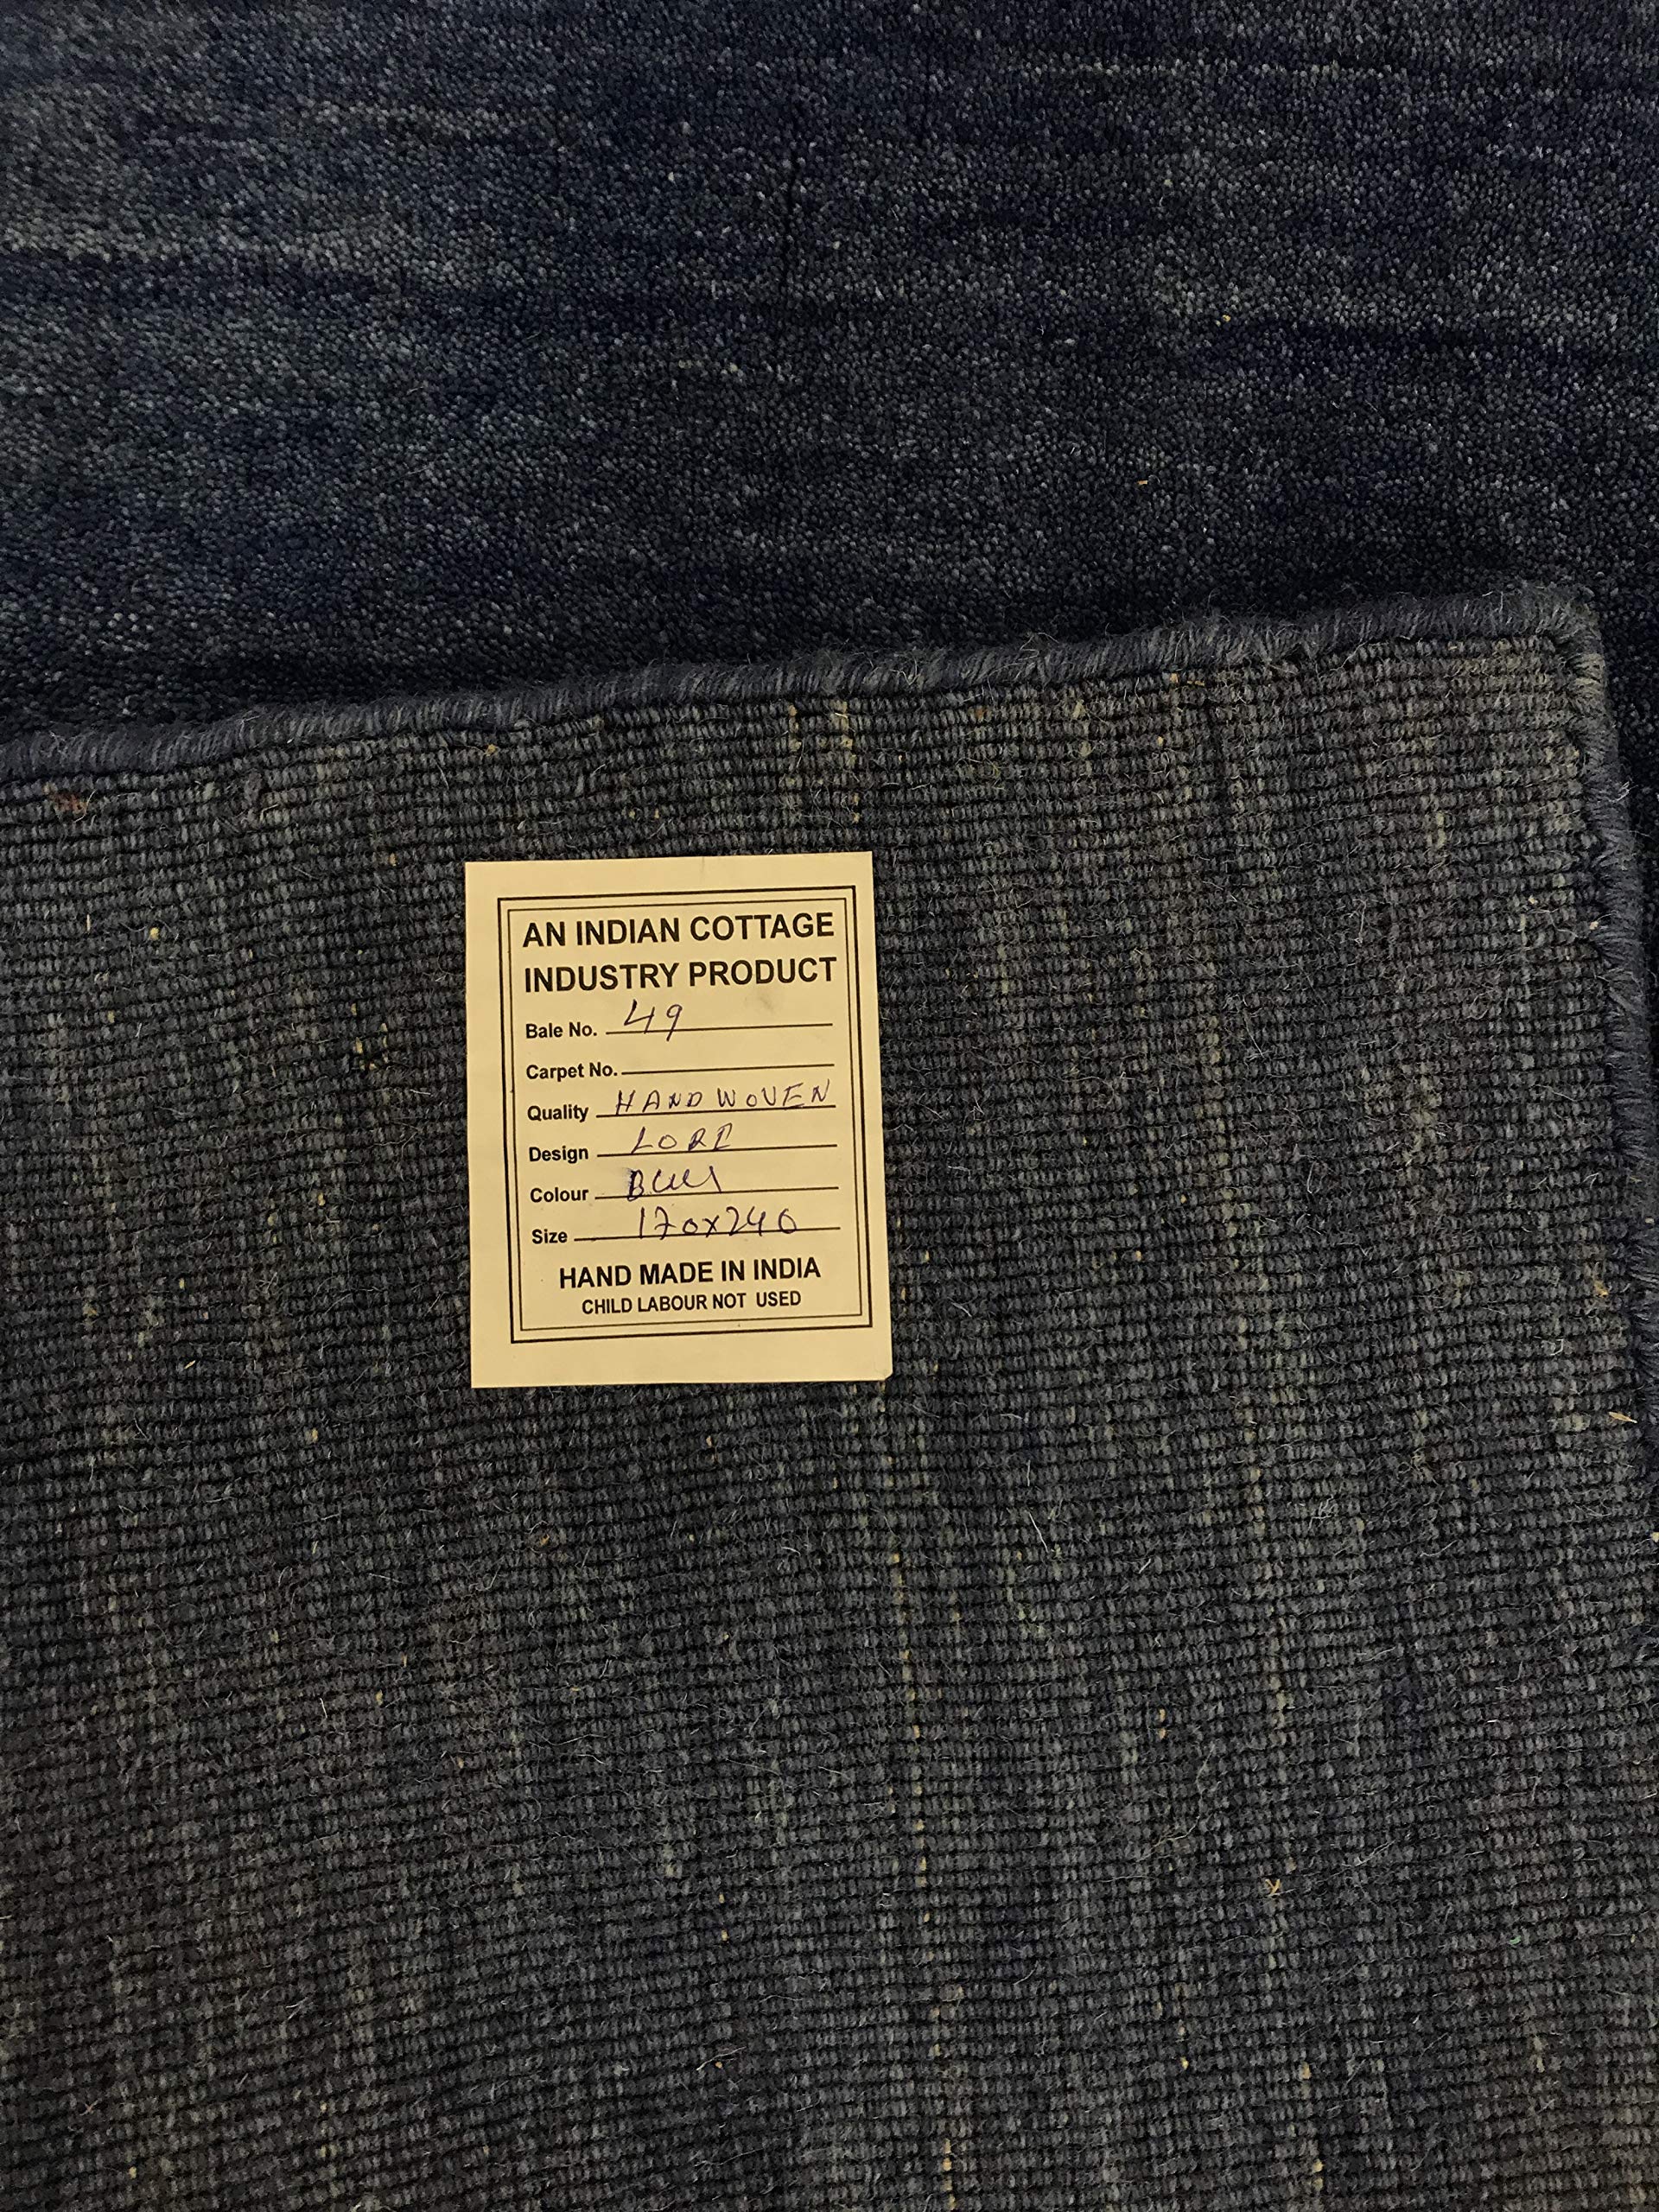 AN INDIAN COTTAGE
INDUSTRY PRODUCT
Bale No. 49
Carpet No.
Quality HANDWOVEN
Design LORI
Colour
Size 170x240
HAND MADE IN INDIA
CHILD LABOUR NOT USED